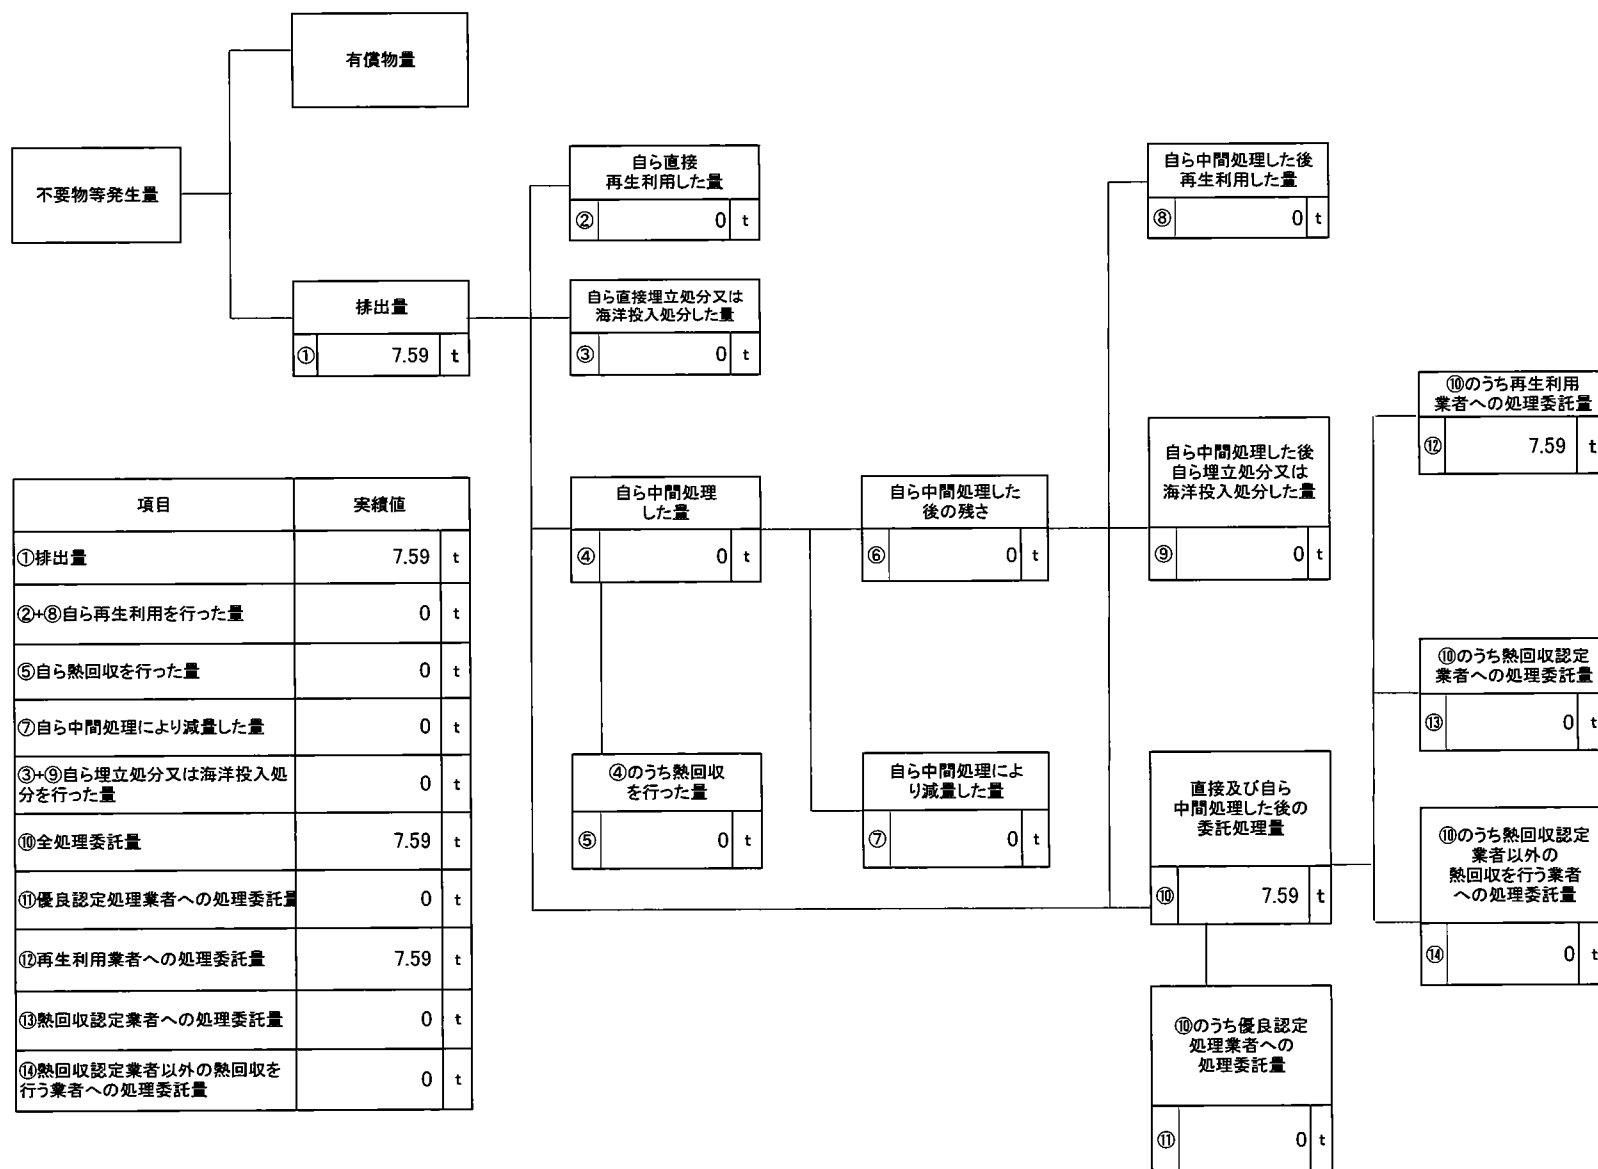 有償物量
不要物等発生量
排出量
① 7.59 t
自ら直接
再生利用した量
② 0 t
自ら直接埋立処分又は
海洋投入処分した量
③ 0 t
自ら中間処理
した量
④ 0 t
④のうち熱回収
を行った量
⑤ 0 t
自ら中間処理した
後の残さ
⑥ 0 t
自ら中間処理によ
り減量した量
⑦ 0 t
自ら中間処理した後
再生利用した量
⑧ 0 t
自ら中間処理した後
自ら埋立処分又は
海洋投入処分した量
⑨ 0 t
直接及び自ら
中間処理した後の
委託処理量
⑩ 7.59 t
⑩のうち優良認定
処理業者への
処理委託量
⑪ 0 t
⑩のうち再生利用
業者への処理委託量
⑫ 7.59 t
⑩のうち熱回収認定
業者への処理委託量
⑬ 0 t
⑩のうち熱回収認定
業者以外の
熱回収を行う業者
への処理委託量
⑭ 0 t
項目 実績値
①排出量 7.59 t
②+⑧自ら再生利用を行った量 0 t
⑤自ら熱回収を行った量 0 t
⑦自ら中間処理により減量した量 0 t
③+⑨自ら埋立処分又は海洋投入処
分を行った量 0 t
⑩全処理委託量 7.59 t
⑪優良認定処理業者への処理委託量 0 t
⑫再生利用業者への処理委託量 7.59 t
⑬熱回収認定業者への処理委託量 0 t
⑭熱回収認定業者以外の熱回収を
行う業者への処理委託量 0 t